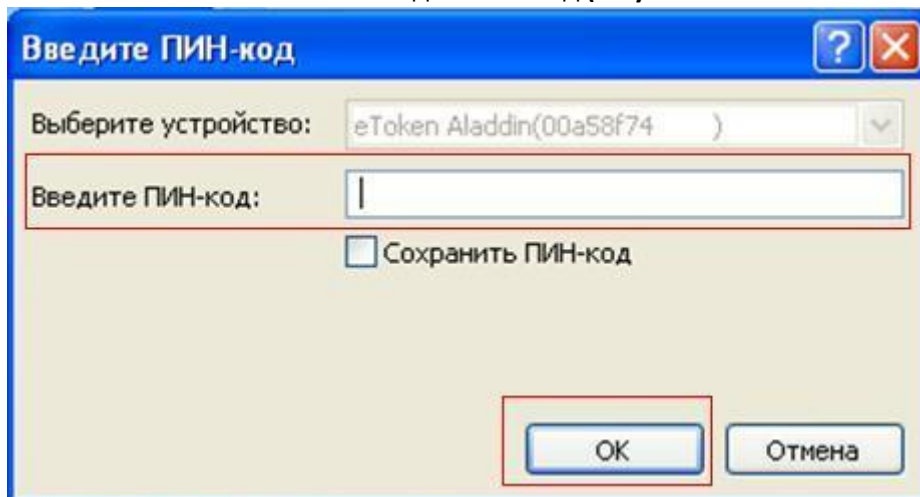 Введите ПИН-код
Выберите устройство: eToken Aladdin(00a58f74 )
Введите ПИН-код:
Сохранить ПИН-код
OK Отмена